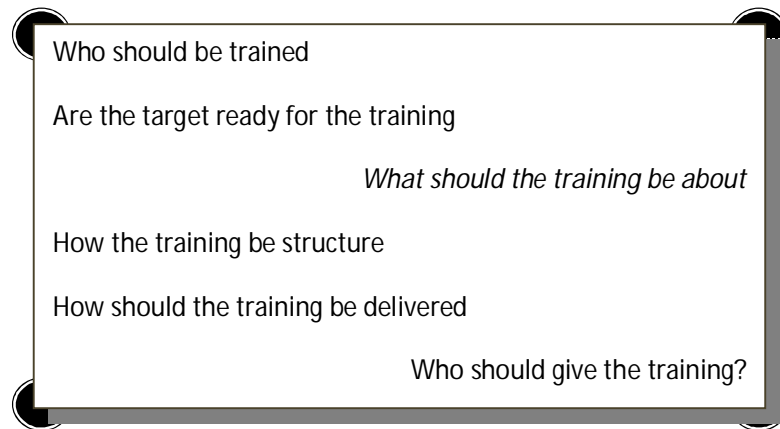 Who should be trained
Are the target ready for the training
What should the training be about
How the training be structure
How should the training be delivered
Who should give the training?